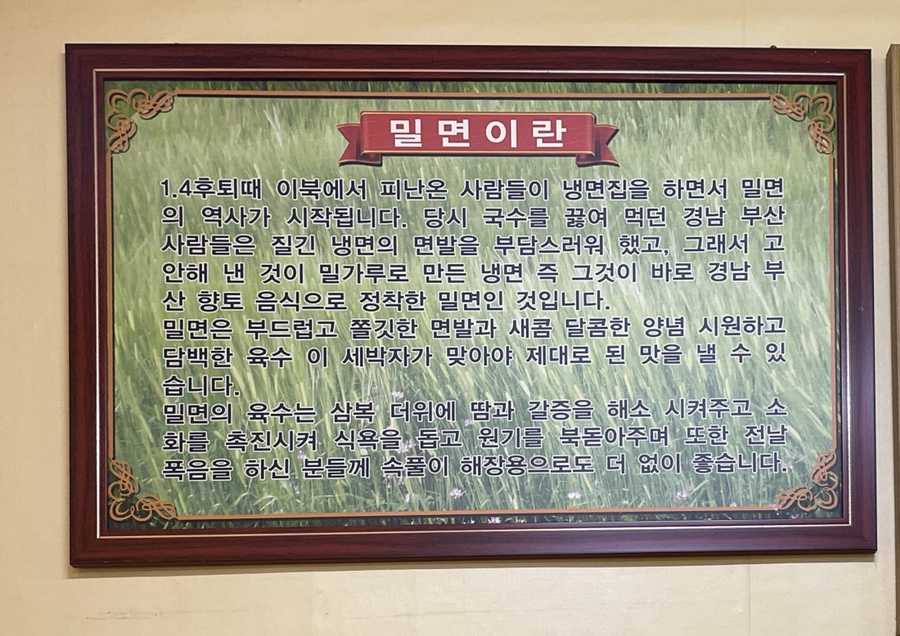 밀면이란
1.4후퇴때 이북에서 피난온 사람들이 냉면집을 하면서 밀면
의 역사가 시작됩니다. 당시 국수를 끓여 먹던 경남 부산
사람들은 질긴 냉면의 면발을 부담스러워 했고, 그래서 고
안해 낸 것이 밀가루로 만든 냉면 즉 그것이 바로 경남 부
산 향토 음식으로 정착한 밀면인 것입니다.
밀면은 부드럽고 쫄깃한 면발과 새콤 달콤한 양념 시원하고
담백한 육수 이 세박자가 맞아야 제대로 된 맛을 낼 수 있
습니다.
밀면의 육수는 삼복 더위에 땀과 갈증을 해소 시켜주고 소
화를 촉진시켜 식욕을 돕고 원기를 북돋아주며 또한 전날
폭음을 하신 분들께 속풀이 해장용으로도 더 없이 좋습니다.